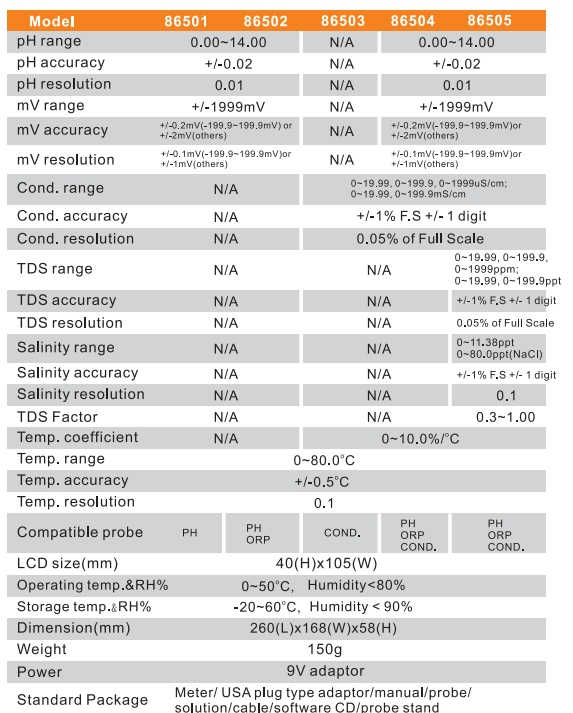 Model 86501 86502 86503 86504 86505
pH range 0.00~14.00 N/A 0.00~14.00
pH accuracy +/-0.02 N/A +/-0.02
pH resolution 0.01 N/A 0.01
mV range +/-1999mV N/A +/-1999mV
mV accuracy +/-0.2mV(-199.9~199.9mV) or N/A +/-0.2mV(-199.9~199.9mV)or
+/-2mV(others) +/-2mV(others)
mV resolution +/-0.1mV(-199.9~199.9mV)or N/A +/-0.1mV(-199.9~199.9mV)or
+/-1mV(others) +/-1mV(others)
Cond. range N/A 0~19.99, 0~199.9, 0~1999uS/cm;
0~19.99, 0~199.9mS/cm
Cond. accuracy N/A +/-1% F.S +/- 1 digit
Cond. resolution N/A 0.05% of Full Scale
TDS range N/A N/A 0~19.99, 0~199.9,
0~1999ppm;
0~19.99, 0~199.9ppt
TDS accuracy N/A N/A +/-1% F.S +/- 1 digit
TDS resolution N/A N/A 0.05% of Full Scale
Salinity range N/A N/A 0~11.38ppt
0~80.0ppt(NaCl)
Salinity accuracy N/A N/A +/-1% F.S +/- 1 digit
Salinity resolution N/A N/A 0.1
TDS Factor N/A N/A 0.3~1.00
Temp. coefficient N/A 0~10.0%/°C
Temp. range 0~80.0°C
Temp. accuracy +/-0.5°C
Temp. resolution 0.1
Compatible probe PH PH COND. PH PH
ORP ORP ORP
COND. COND.
LCD size(mm) 40(H)x105(W)
Operating temp.&RH% 0~50°C, Humidity<80%
Storage temp.&RH% -20~60°C, Humidity < 90%
Dimension(mm) 260(L)x168(W)x58(H)
Weight 150g
Power 9V adaptor
Standard Package Meter/ USA plug type adaptor/manual/probe/
solution/cable/software CD/probe stand